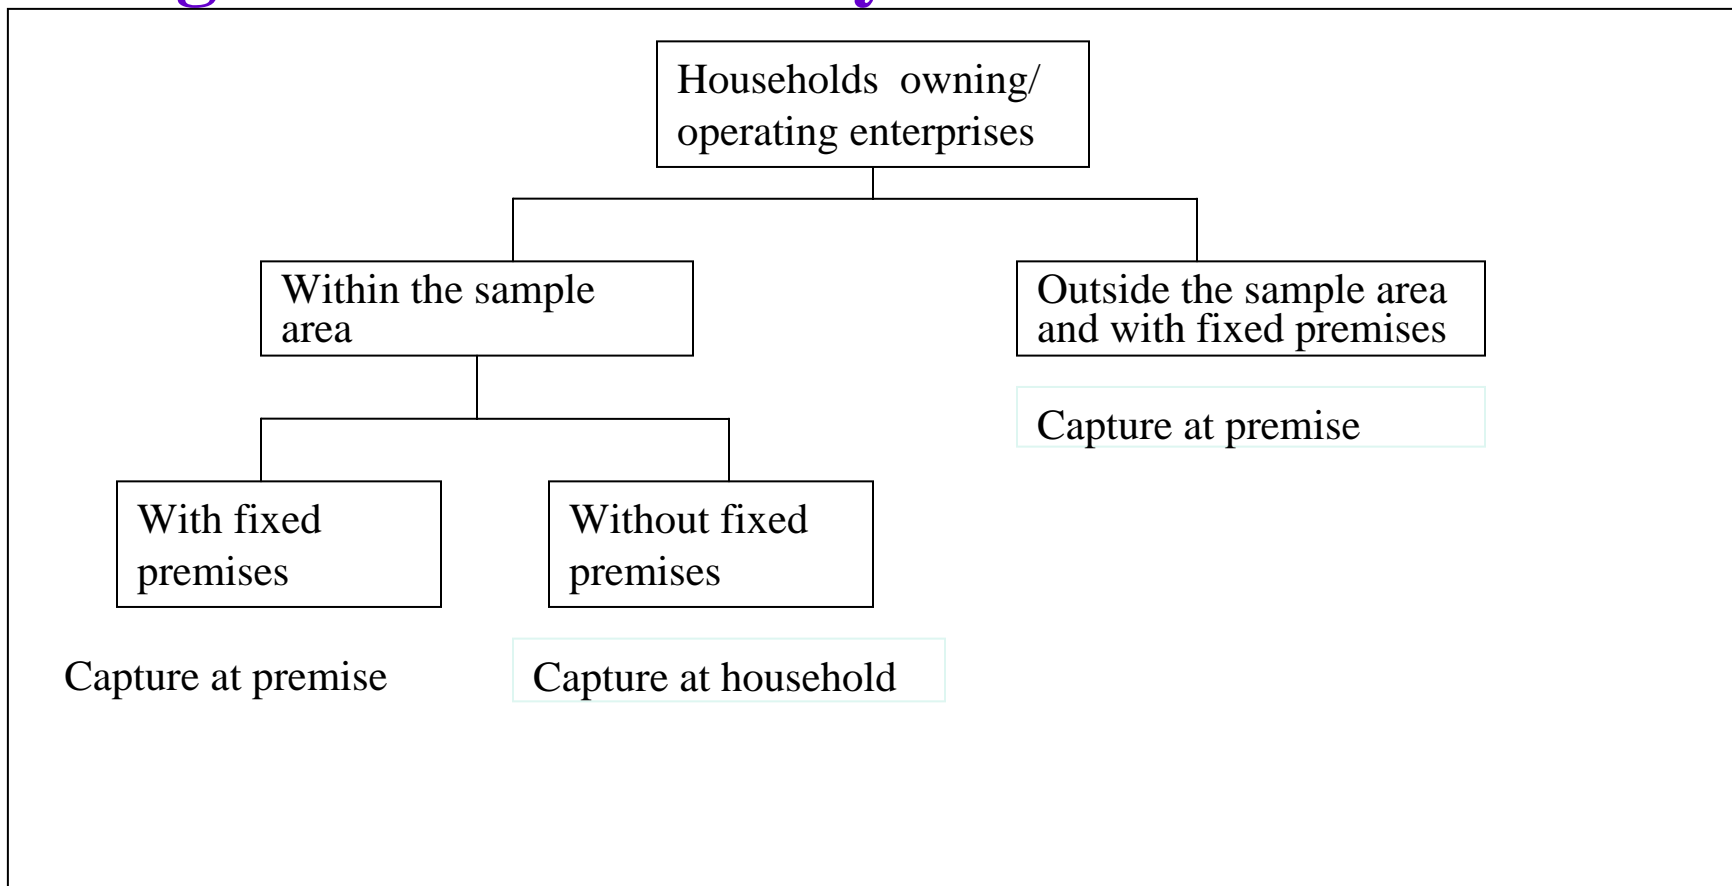 Households owning/
operating enterprises
Within the sample
area
Outside the sample area
and with fixed premises
Capture at premise
With fixed
premises
Without fixed
premises
Capture at premise
Capture at household